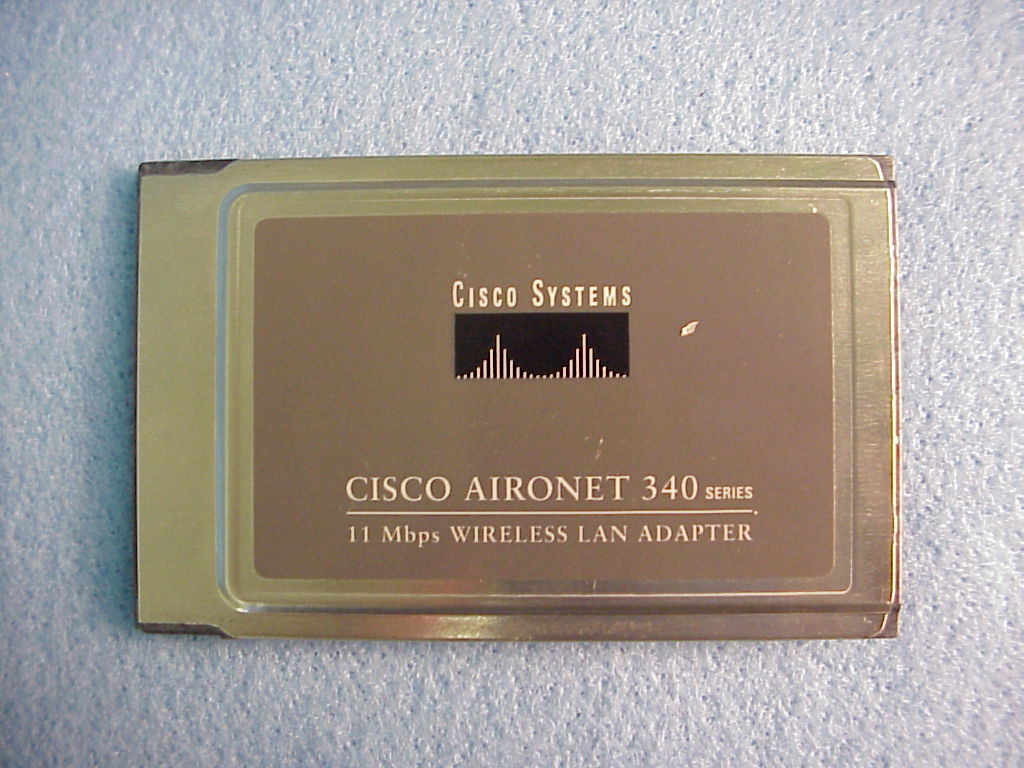 Cisco Systems
CISCO AIRONET 340 SERIES
11 Mbps WIRELESS LAN ADAPTER